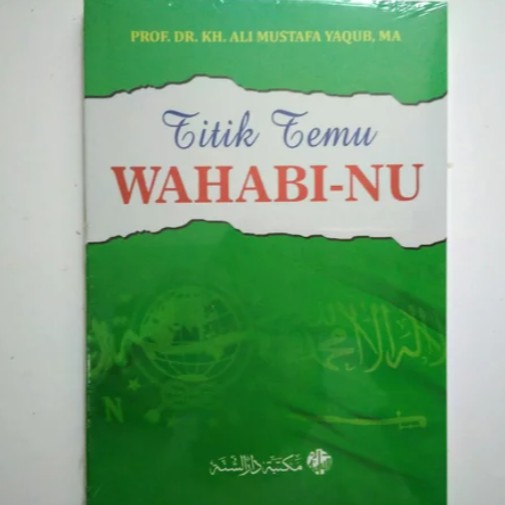 PROF. DR. KH. ALI MUSTAFA YAQUB, MA
Titik Temu
WAHABI-NU
N
مكتبة دار السنة